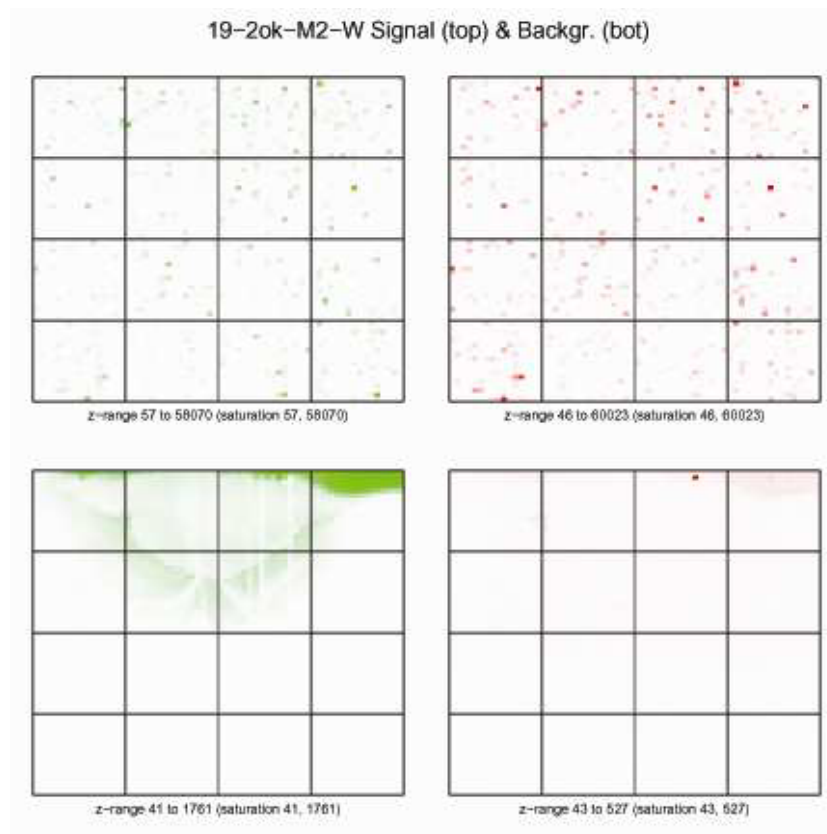 19−2ok−M2−W Signal (top) & Backgr. (bot)
z−range 57 to 58070 (saturation 57, 58070)
z−range 46 to 60023 (saturation 46, 60023)
z−range 41 to 1761 (saturation 41, 1761)
z−range 43 to 527 (saturation 43, 527)